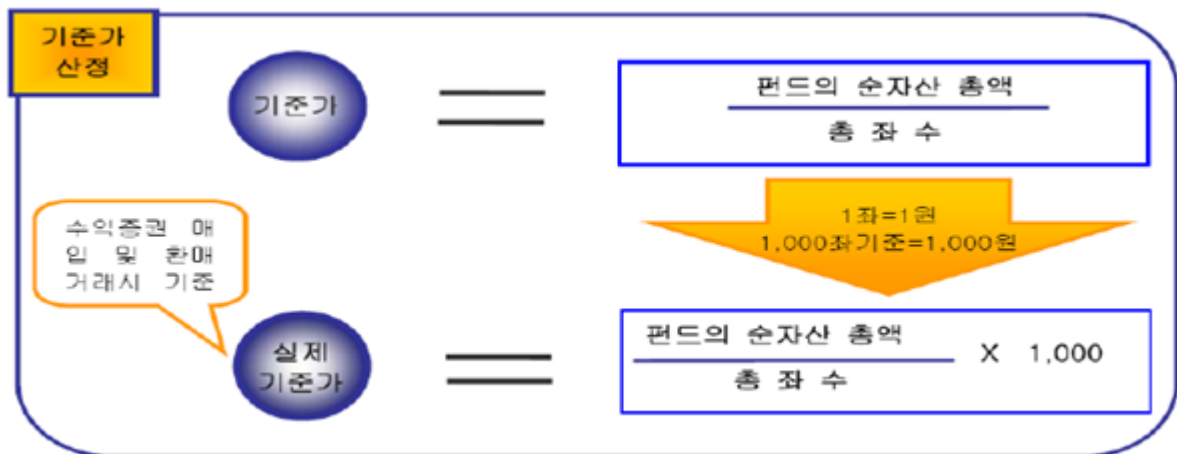 기준가
산정
기준가
펀드의 순자산 총액
총 좌 수
1좌=1원
1,000좌기준=1,000원
수익증권 매
입 및 환매
거래시 기준
실제
기준가
펀드의 순자산 총액
총 좌 수
X 1,000